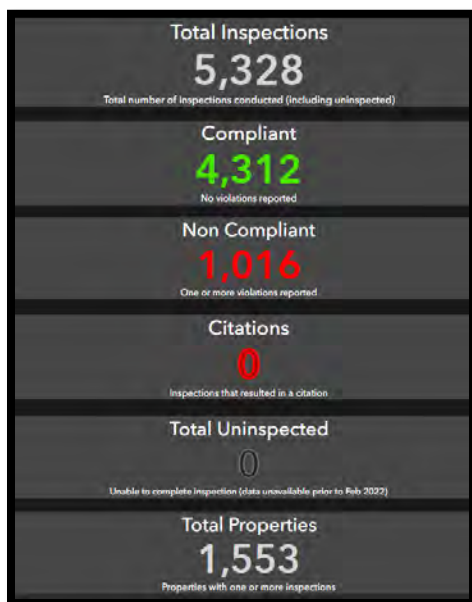 Total Inspections
5,328
Total number of inspections conducted (including uninspected)
Compliant
4,312
No violations reported
Non Compliant
1,016
One or more violations reported
Citations
0
Inspections that resulted in a citation
Total Uninspected
0
Unable to complete inspection (data unavailable prior to Feb 2022)
Total Properties
1,553
Properties with one or more inspections